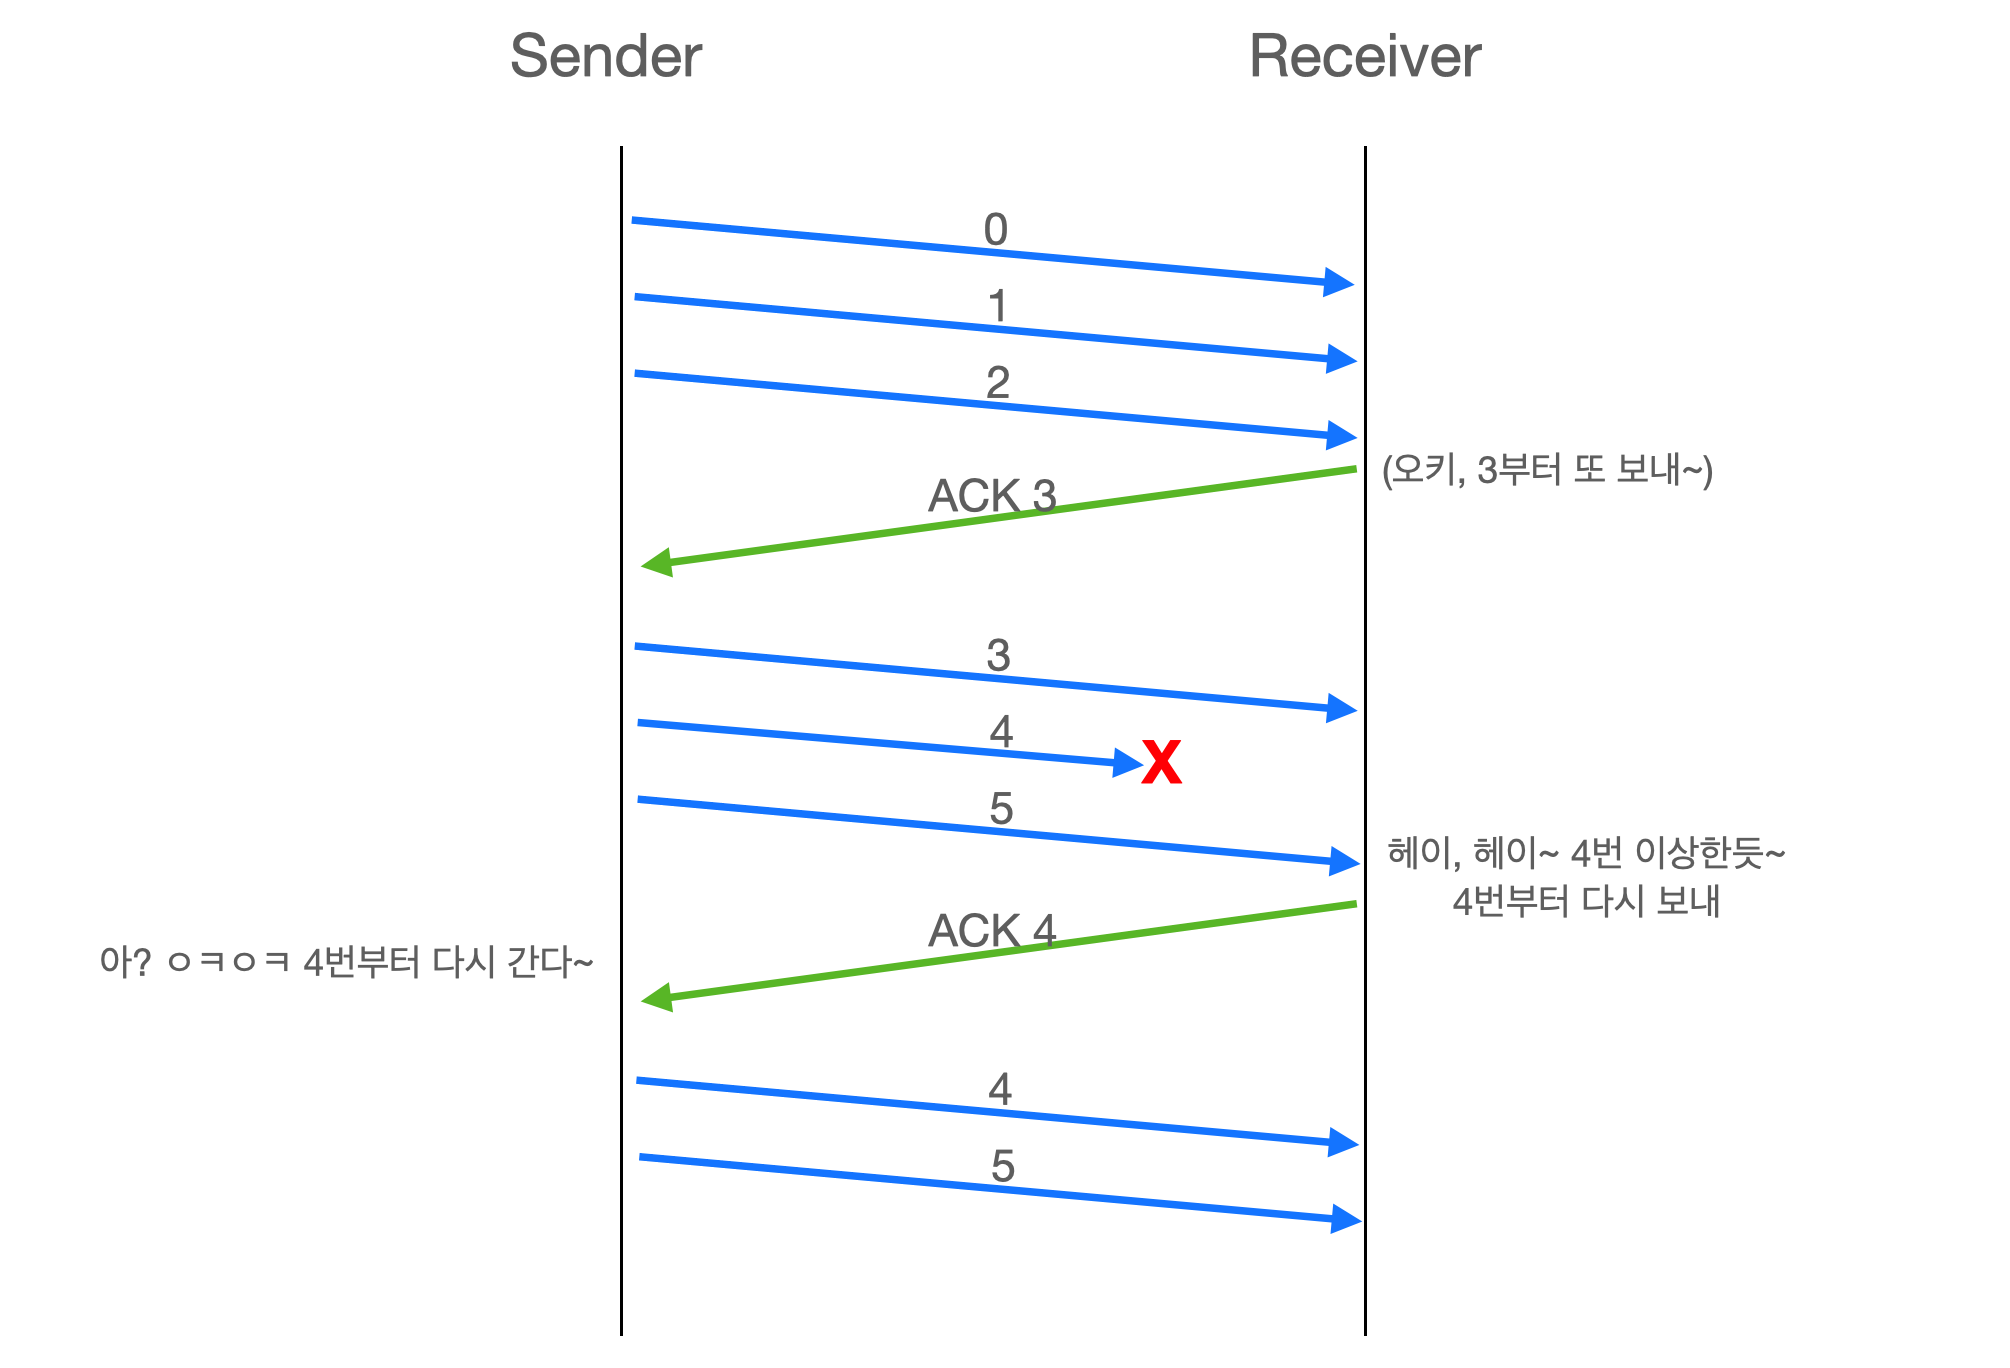 Sender
Receiver
0
1
2
(오키, 3부터 또 보내~)
ACK 3
3
4
X
5
헤이, 헤이~ 4번 이상한듯~
4번부터 다시 보내
ACK 4
아? ㅇㅋㅇㅋ 4번부터 다시 간다~
4
5